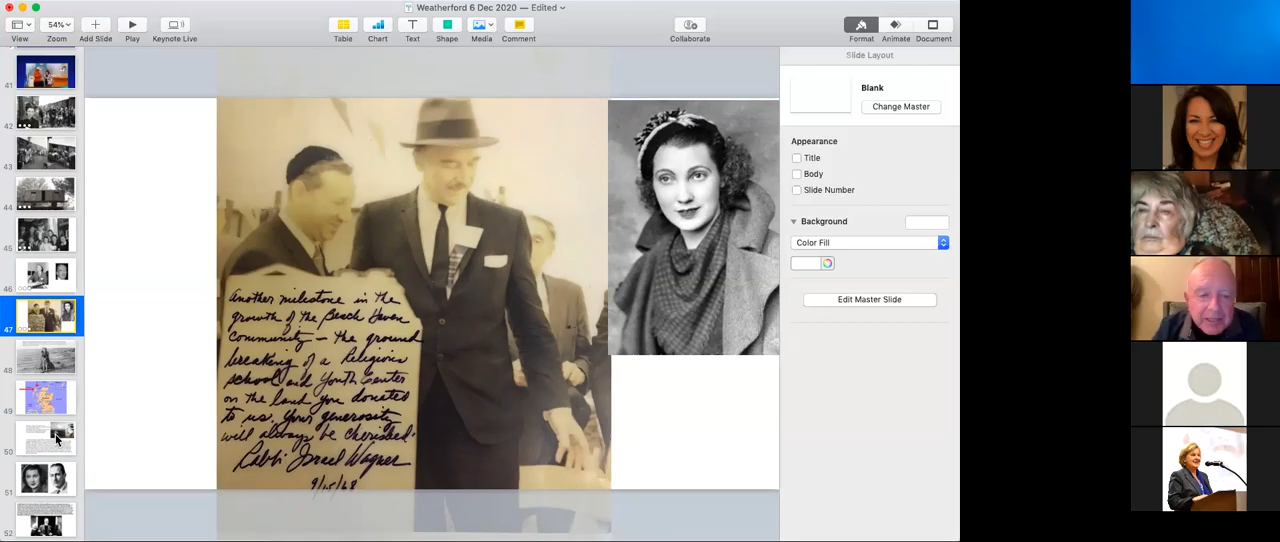 Weatherford 6 Dec 2020 — Edited
54%
View
Zoom
Add Slide
Play
Keynote Live
Table
Chart
Text
Shape
Media
Comment
Collaborate
Format
Animate
Document
41
42
43
44
45
46
47
48
49
50
51
52
Another milestone in the
growth of the Beach Haven
Community — the ground
breaking of a Religious
school and Youth Center
on the land you donated
to us. Your generosity
will always be cherished.
Rabbi Israel Wagner
9/15/68
Slide Layout
Blank
Change Master
Appearance
Title
Body
Slide Number
Background
Color Fill
Edit Master Slide